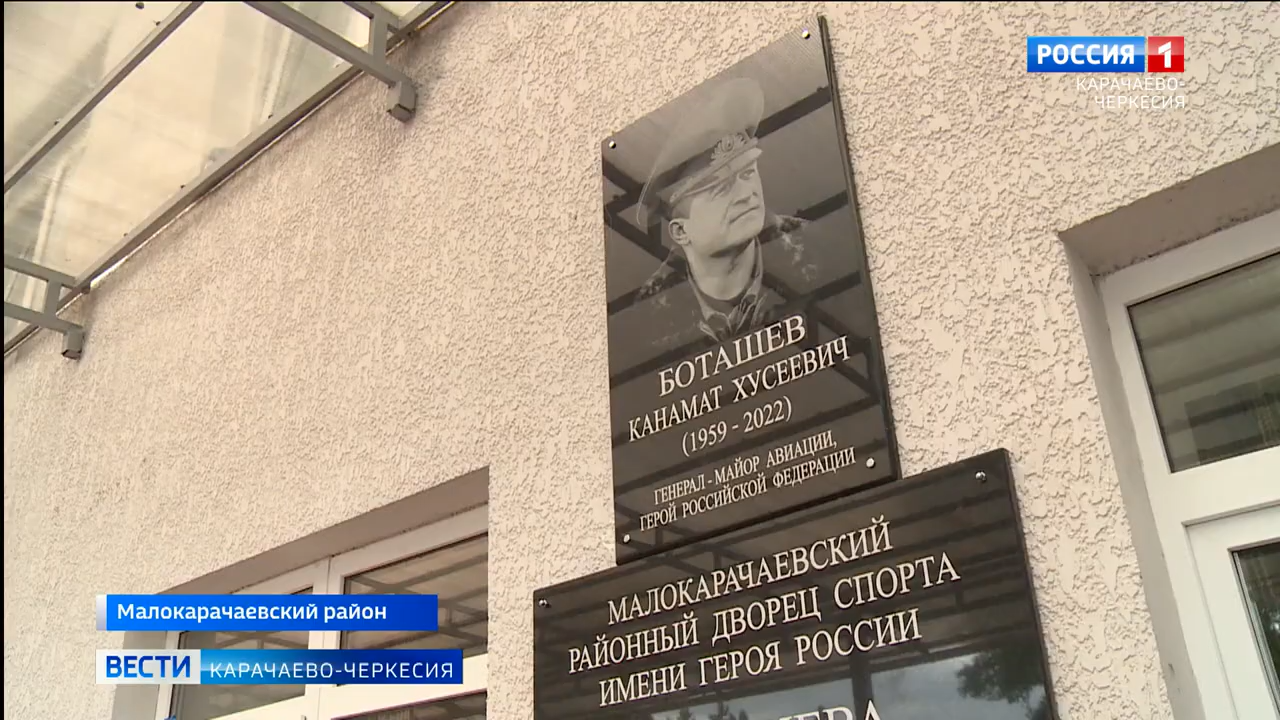 РОССИЯ 1
КАРАЧАЕВО-
ЧЕРКЕСИЯ
БОТАШЕВ
КАНАМАТ ХУСЕЕВИЧ
(1959 - 2022)
ГЕНЕРАЛ - МАЙОР АВИАЦИИ,
ГЕРОЙ РОССИЙСКОЙ ФЕДЕРАЦИИ
МАЛОКАРАЧАЕВСКИЙ
РАЙОННЫЙ ДВОРЕЦ СПОРТА
ИМЕНИ ГЕРОЯ РОССИИ
Малокарачаевский район
ВЕСТИ КАРАЧАЕВО-ЧЕРКЕСИЯ